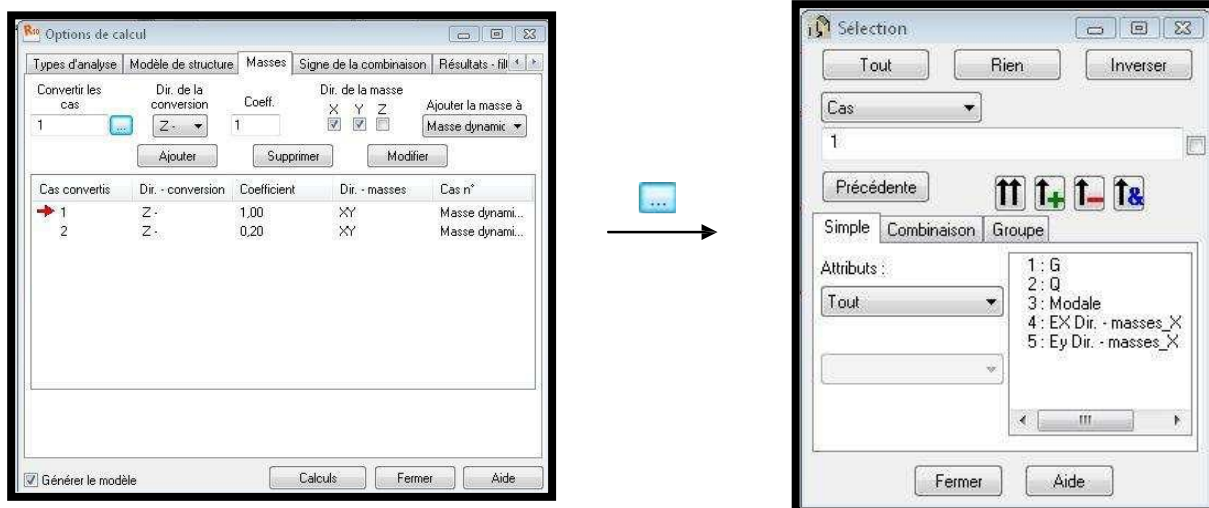 Options de calcul
Types d'analyse Modèle de structure Masses Signe de la combinaison Résultats - filt
Convertir les cas
Dir. de la conversion
Coeff.
Dir. de la masse
X Y Z
Ajouter la masse à
1 ... Z - 1 Masse dynamic
Ajouter Supprimer Modifier
Cas convertis Dir. - conversion Coefficient Dir. - masses Cas n°
1 Z - 1,00 XY Masse dynami...
2 Z - 0,20 XY Masse dynami...
Générer le modèle Calculs Fermer Aide
...
Sélection
Tout Rien Inverser
Cas
1
Précédente
Simple Combinaison Groupe
Attributs :
Tout
1 : G
2 : Q
3 : Modale
4 : EX Dir. - masses_X
5 : Ey Dir. - masses_X
Fermer Aide